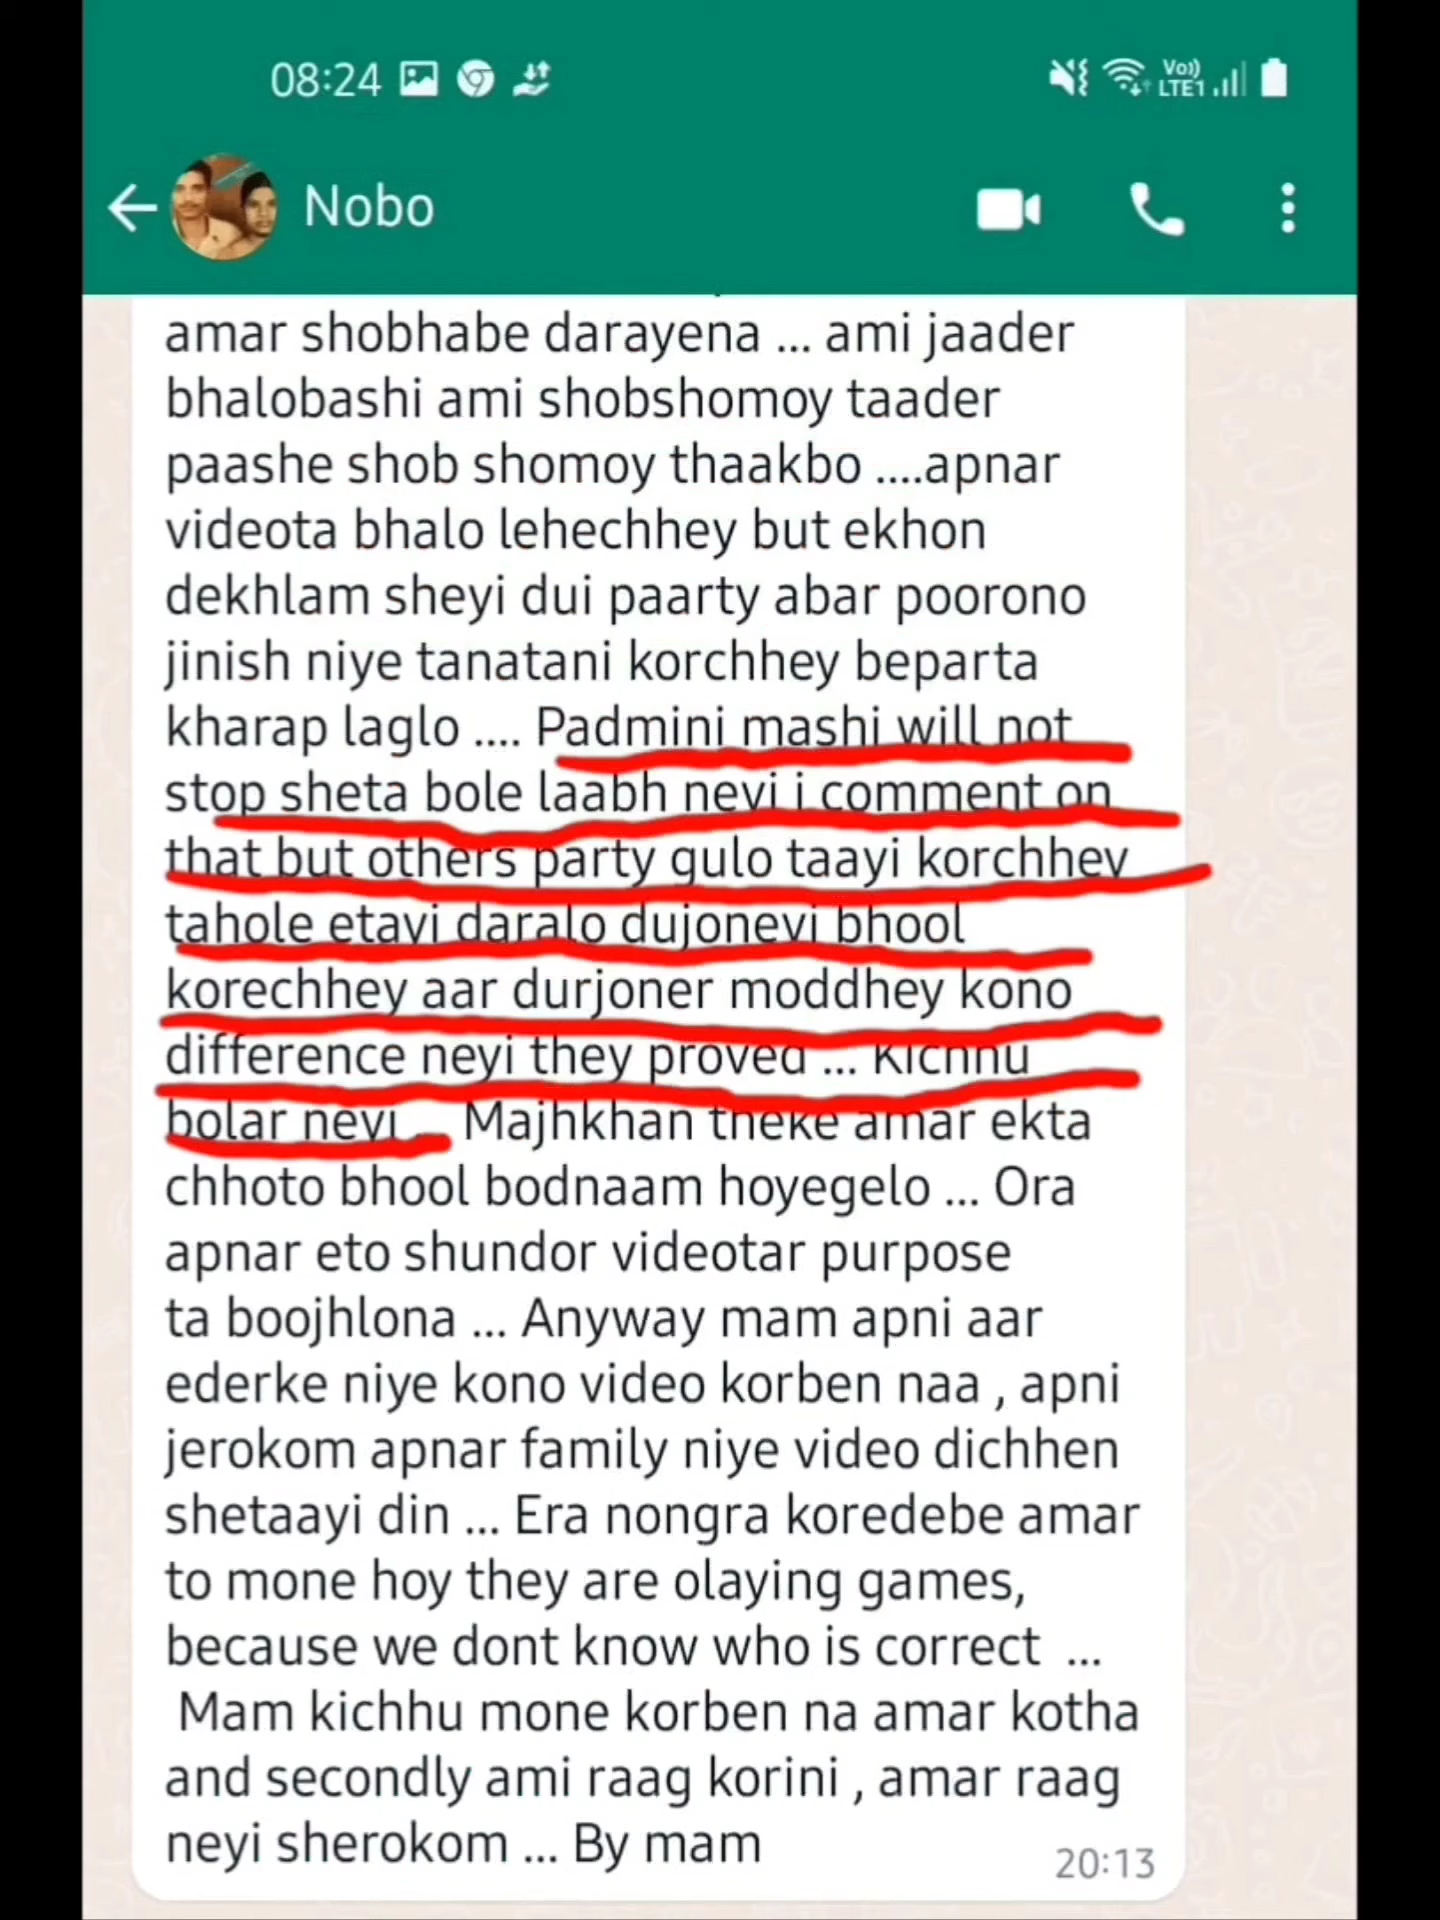 08:24
Vo))
LTE1
Nobo
amar shobhabe darayena ... ami jaader
bhalobashi ami shobshomoy taader
paashe shob shomoy thaakbo ....apnar
videota bhalo lehechhey but ekhon
dekhlam sheyi dui paarty abar poorono
jinish niye tanatani korchhey beparta
kharap laglo .... Padmini mashi will not
stop sheta bole laabh neyi i comment on
that but others party gulo taayi korchhey
tahole etayi daralo dujoneyi bhool
korechhey aar durjoner moddhey kono
difference neyi they proved ... Kichhu
bolar neyi ... Majhkhan theke amar ekta
chhoto bhool bodnaam hoyegelo ... Ora
apnar eto shundor videotar purpose
ta boojhlona ... Anyway mam apni aar
ederke niye kono video korben naa , apni
jerokom apnar family niye video dichhen
shetaayi din ... Era nongra koredebe amar
to mone hoy they are olaying games,
because we dont know who is correct ...
Mam kichhu mone korben na amar kotha
and secondly ami raag korini , amar raag
neyi sherokom ... By mam
20:13